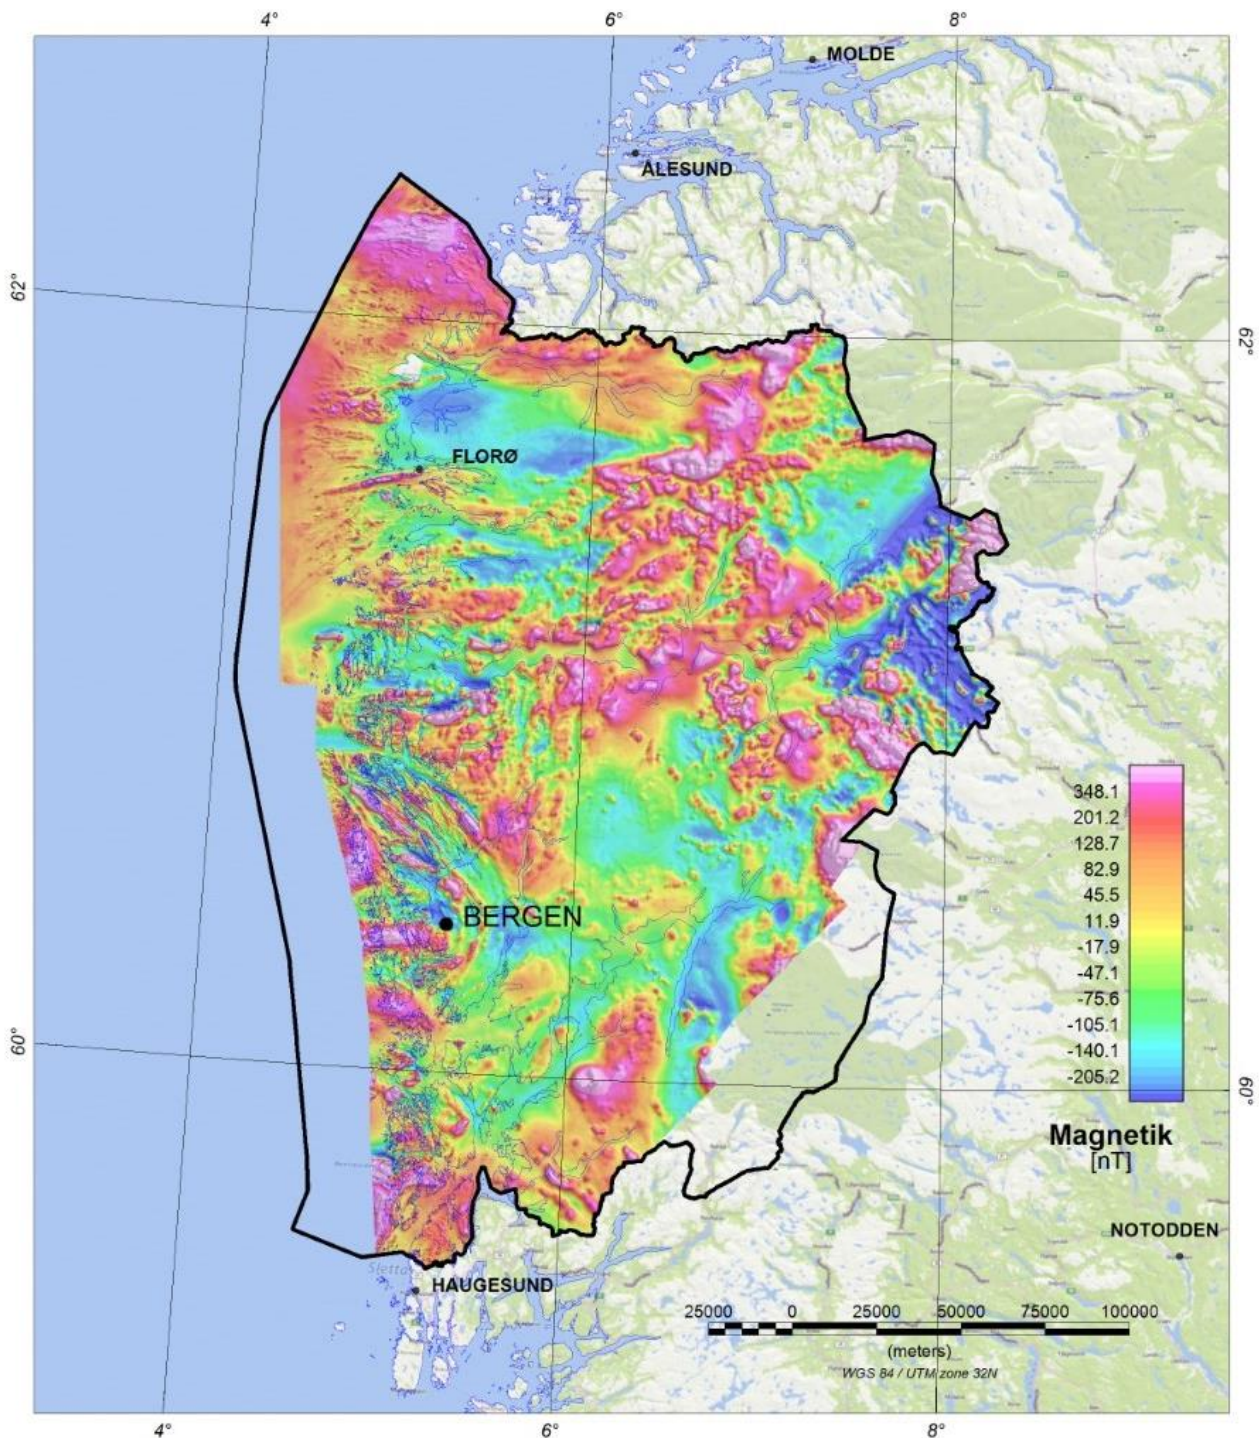 4°
6°
8°
MOLDE
ÅLESUND
62°
62°
FLORØ
348.1
201.2
128.7
82.9
45.5
11.9
-17.9
-47.1
-75.6
-105.1
-140.1
-205.2
BERGEN
60°
60°
Magnetik
[nT]
NOTODDEN
Sletta
HAUGESUND
25000 0 25000 50000 75000 100000
(meters)
WGS 84 / UTM zone 32N
4°
6°
8°